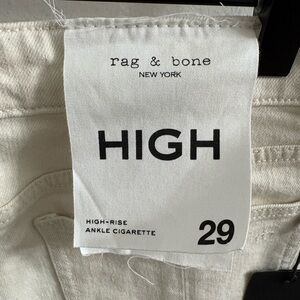 rag & bone
NEW YORK
HIGH
HIGH-RISE
ANKLE CIGARETTE
29